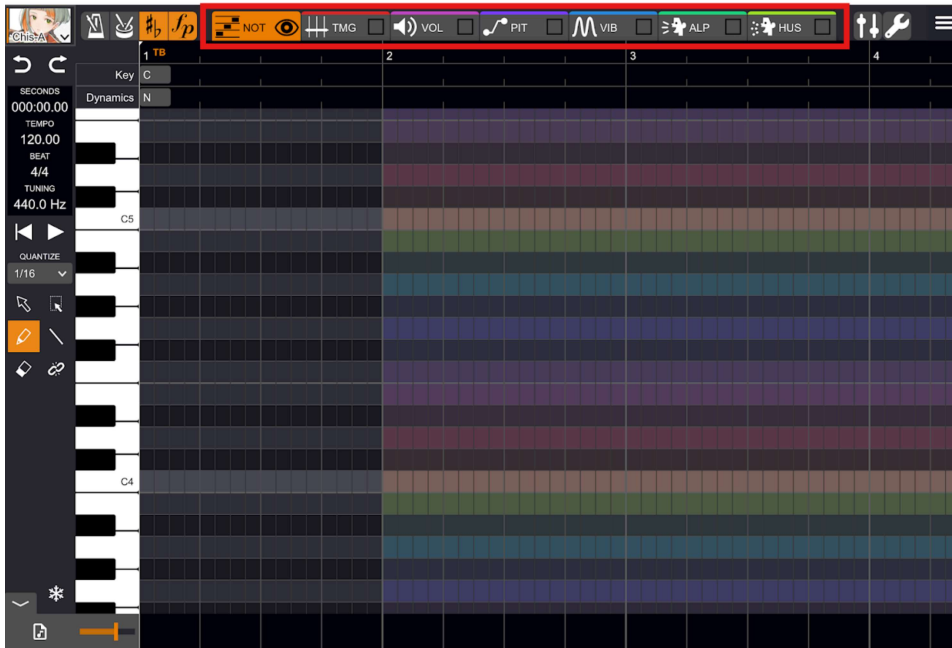 Chis-A
NOT TMG VOL PIT VIB ALP HUS
1 TB 2 3 4
Key C
Dynamics N
SECONDS
000:00.00
TEMPO
120.00
BEAT
4/4
TUNING
440.0 Hz
QUANTIZE
1/16
C5
C4